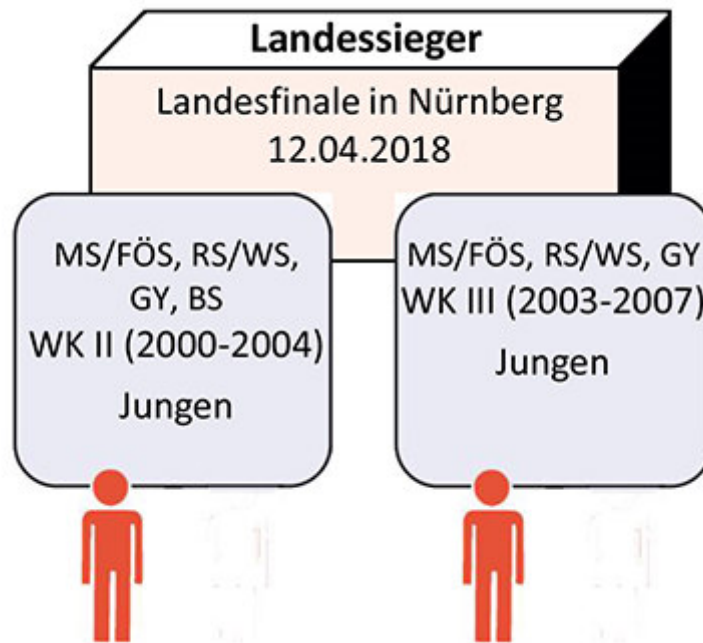 Landessieger
Landesfinale in Nürnberg
12.04.2018
MS/FÖS, RS/WS,
GY, BS
WK II (2000-2004)
Jungen
MS/FÖS, RS/WS, GY
WK III (2003-2007)
Jungen